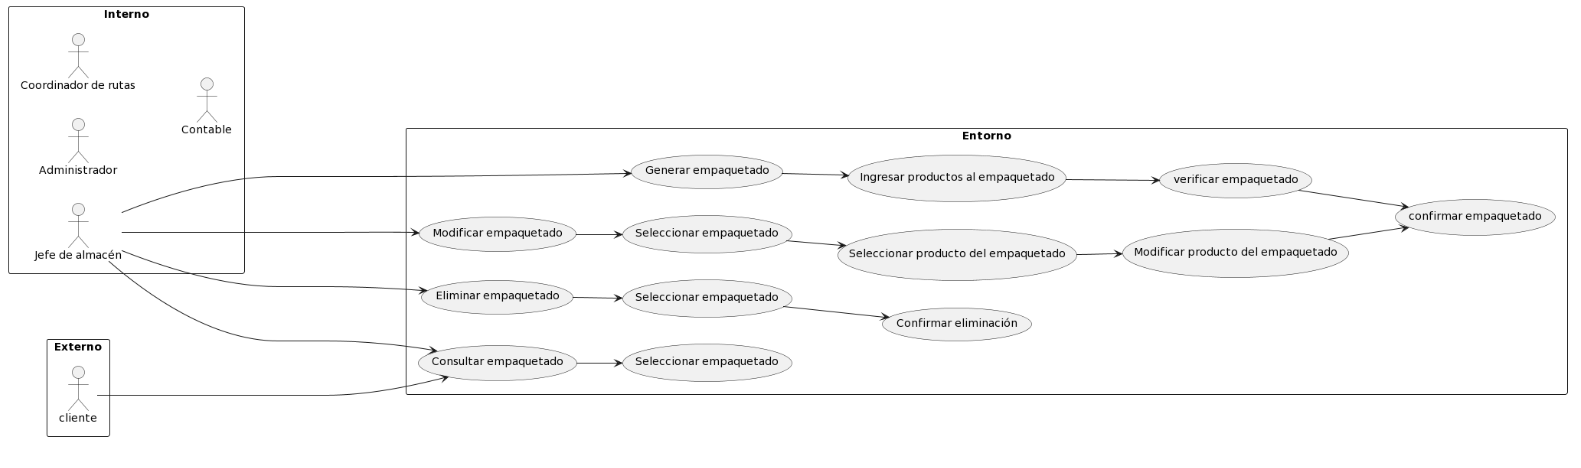 Interno
Coordinador de rutas
Contable
Administrador
Jefe de almacén
Externo
cliente
Entorno
Generar empaquetado
Ingresar productos al empaquetado
verificar empaquetado
confirmar empaquetado
Modificar empaquetado
Seleccionar empaquetado
Seleccionar producto del empaquetado
Modificar producto del empaquetado
Eliminar empaquetado
Seleccionar empaquetado
Confirmar eliminación
Consultar empaquetado
Seleccionar empaquetado